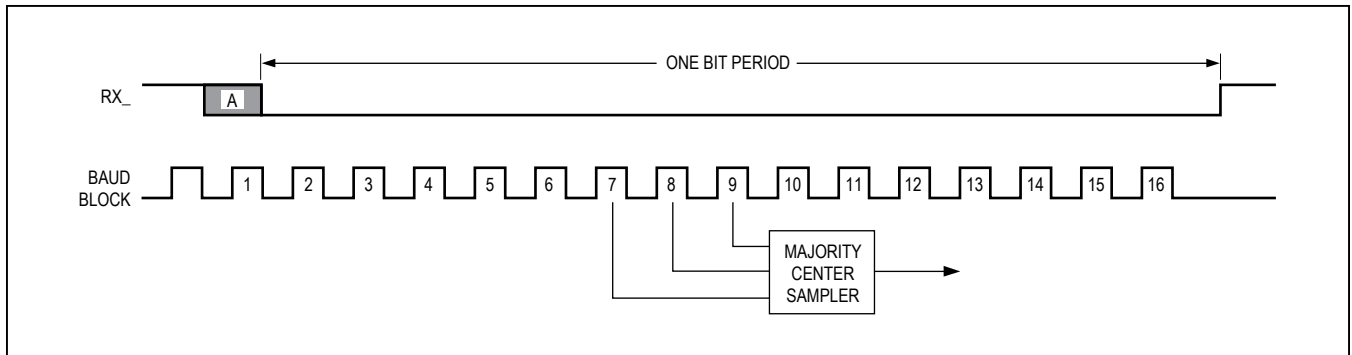 ONE BIT PERIOD
RX_
A
BAUD
BLOCK
1 2 3 4 5 6 7 8 9 10 11 12 13 14 15 16
MAJORITY
CENTER
SAMPLER